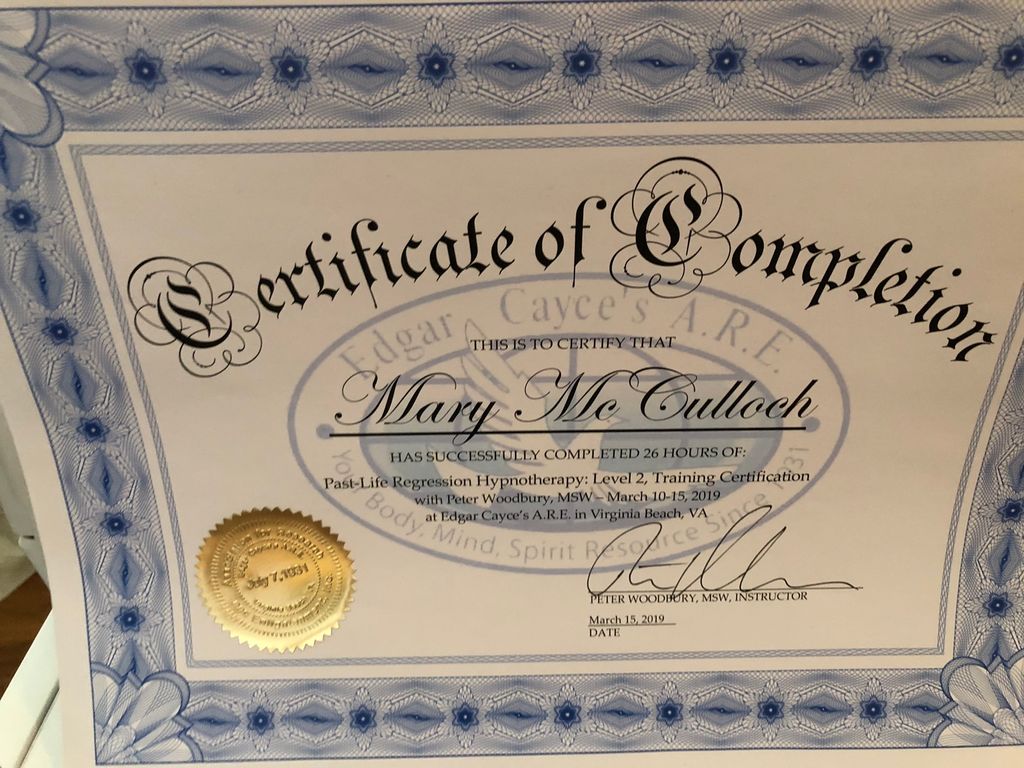 Certificate of Completion
Edgar Cayce's A.R.E.
THIS IS TO CERTIFY THAT
Mary Mc Culloch
HAS SUCCESSFULLY COMPLETED 26 HOURS OF:
Past-Life Regression Hypnotherapy: Level 2, Training Certification
with Peter Woodbury, MSW – March 10-15, 2019
at Edgar Cayce's A.R.E. in Virginia Beach, VA
Your Body, Mind, Spirit Resource Since 1931
July 7, 1931
PETER WOODBURY, MSW, INSTRUCTOR
March 15, 2019
DATE